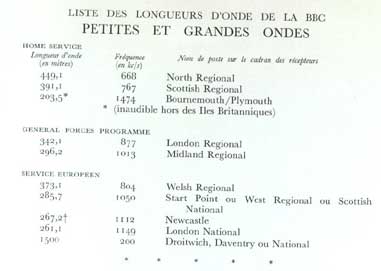 LISTE DES LONGUEURS D'ONDE DE LA BBC
PETITES ET GRANDES ONDES
HOME SERVICE
Longueur d'onde (en mètres) Fréquence (en kc/s) Nom de poste sur le cadran des récepteurs
449,1 668 North Regional
391,1 767 Scottish Regional
203,5* 1474 Bournemouth/Plymouth
* (inaudible hors des Iles Britanniques)
GENERAL FORCES PROGRAMME
342,1 877 London Regional
296,2 1013 Midland Regional
SERVICE EUROPÉEN
373,1 804 Welsh Regional
285,7 1050 Start Point ou West Regional ou Scottish
National
267,2† 1112 Newcastle
261,1 1149 London National
1500 200 Droitwich, Daventry ou National
* * * * *